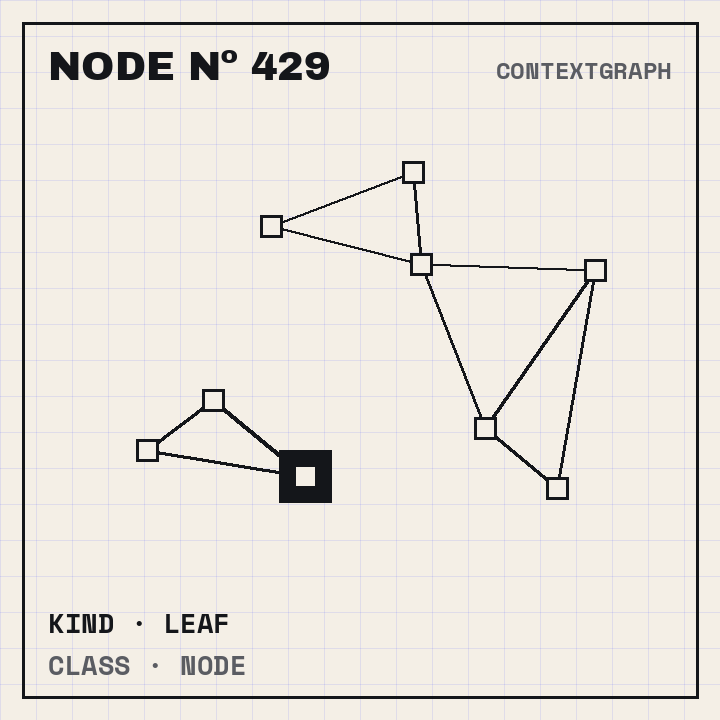 NODE Nº 429
CONTEXTGRAPH
KIND · LEAF
CLASS · NODE